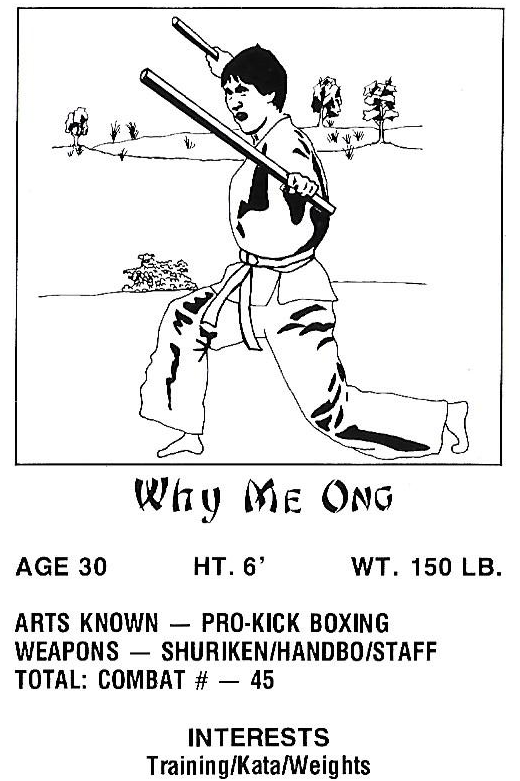 Why Me Ong
AGE 30 HT. 6' WT. 150 LB.
ARTS KNOWN — PRO-KICK BOXING
WEAPONS — SHURIKEN/HANDBO/STAFF
TOTAL: COMBAT # — 45
INTERESTS
Training/Kata/Weights